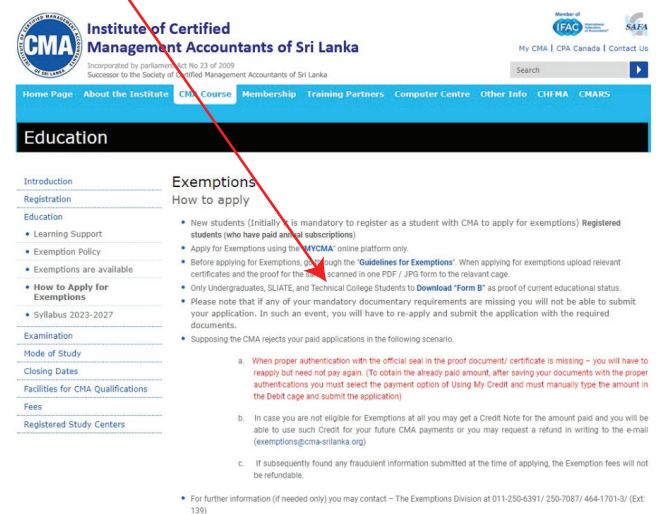 CMA
Institute of Certified
Management Accountants of Sri Lanka
Incorporated by parliament Act No 23 of 2009
Successor to the Society of Certified Management Accountants of Sri Lanka
Member of
IFAC
SAFA
My CMA | CPA Canada | Contact Us
Search
Home Page About the Institute CMA Course Membership Training Partners Computer Centre Other Info CHFMA CMARS
Education
Introduction
Registration
Education
• Learning Support
• Exemption Policy
• Exemptions are available
• How to Apply for
Exemptions
• Syllabus 2023-2027
Examination
Mode of Study
Closing Dates
Facilities for CMA Qualifications
Fees
Registered Study Centers
Exemptions
How to apply
• New students (Initially it is mandatory to register as a student with CMA to apply for exemptions) Registered
students (who have paid annual subscriptions)
• Apply for Exemptions using the "MYCMA" online platform only.
• Before applying for Exemptions, go through the "Guidelines for Exemptions". When applying for exemptions upload relevant
certificates and the proof for the same scanned in one PDF / JPG form to the relevant cage.
• Only Undergraduates, SLIATE, and Technical College Students to Download "Form B" as proof of current educational status.
• Please note that if any of your mandatory documentary requirements are missing you will not be able to submit
your application. In such an event, you will have to re-apply and submit the application with the required
documents.
• Supposing the CMA rejects your paid applications in the following scenario.
a. When proper authentication with the official seal in the proof document/ certificate is missing – you will have to
reapply but need not pay again. (To obtain the already paid amount, after saving your documents with the proper
authentications you must select the payment option of Using My Credit and must manually type the amount in
the Debit cage and submit the application)
b. In case you are not eligible for Exemptions at all you may get a Credit Note for the amount paid and you will be
able to use such Credit for your future CMA payments or you may request a refund in writing to the e-mail
(exemptions@cma-srilanka.org)
c. If subsequently found any fraudulent information submitted at the time of applying, the Exemption fees will not
be refundable.
• For further information (if needed only) you may contact – The Exemptions Division at 011-250-6391/ 250-7087/ 464-1701-3/ (Ext:
139)